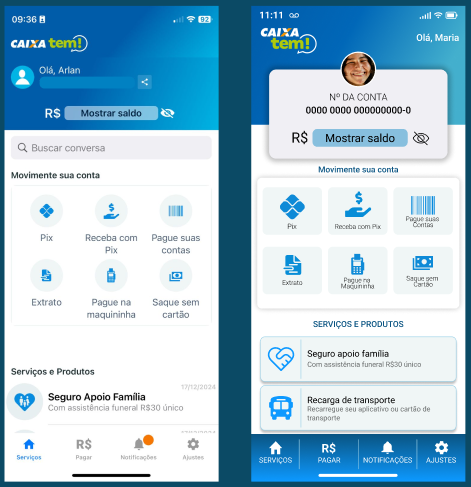 09:36
92
CAIXA tem!
Olá, Arlan
R$ Mostrar saldo
Buscar conversa
Movimente sua conta
Pix
Receba com
Pix
Pague suas
contas
Extrato
Pague na
maquininha
Saque sem
cartão
Serviços e Produtos
17/12/2024
Seguro Apoio Família
Com assistência funeral R$30 único
Serviços
R$
Pagar
Notificações
Ajustes
11:11
CAIXA
tem!
Olá, Maria
Nº DA CONTA
0000 0000 000000000-0
R$ Mostrar saldo
Movimente sua conta
Pix
Receba com Pix
Pague suas
Contas
Extrato
Pague na
Maquininha
Saque sem
Cartão
SERVIÇOS E PRODUTOS
Seguro apoio família
Com assistência funeral R$30 único
Recarga de transporte
Recarregue seu aplicativo ou cartão de
transporte
SERVIÇOS
R$
PAGAR
NOTIFICAÇÕES
AJUSTES